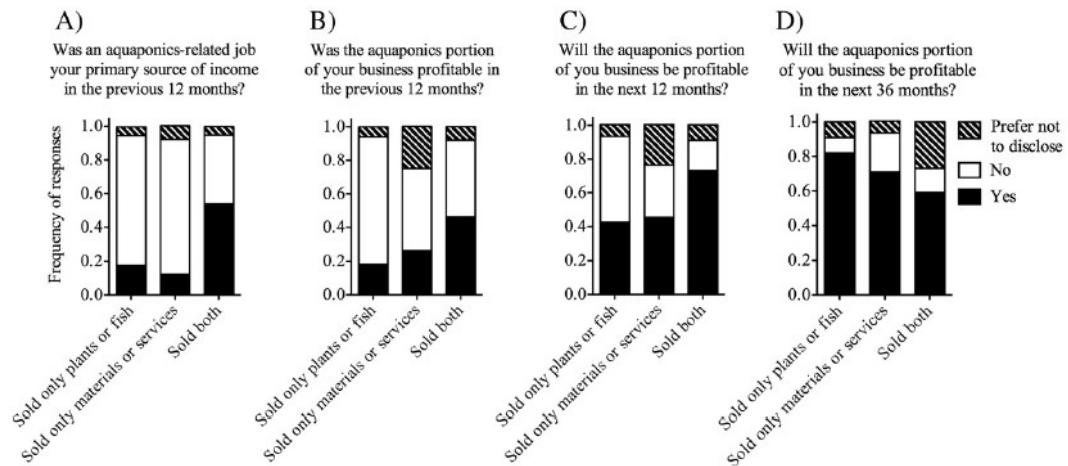 A)
Was an aquaponics-related job
your primary source of income
in the previous 12 months?
B)
Was the aquaponics portion
of your business profitable in
the previous 12 months?
C)
Will the aquaponics portion
of you business be profitable
in the next 12 months?
D)
Will the aquaponics portion
of you business be profitable
in the next 36 months?
Frequency of responses
1.0
0.8
0.6
0.4
0.2
0.0
Sold only plants or fish
Sold only materials or services
Sold both
1.0
0.8
0.6
0.4
0.2
0.0
Sold only plants or fish
Sold only materials or services
Sold both
1.0
0.8
0.6
0.4
0.2
0.0
Sold only plants or fish
Sold only materials or services
Sold both
1.0
0.8
0.6
0.4
0.2
0.0
Sold only plants or fish
Sold only materials or services
Sold both
Prefer not
to disclose
No
Yes